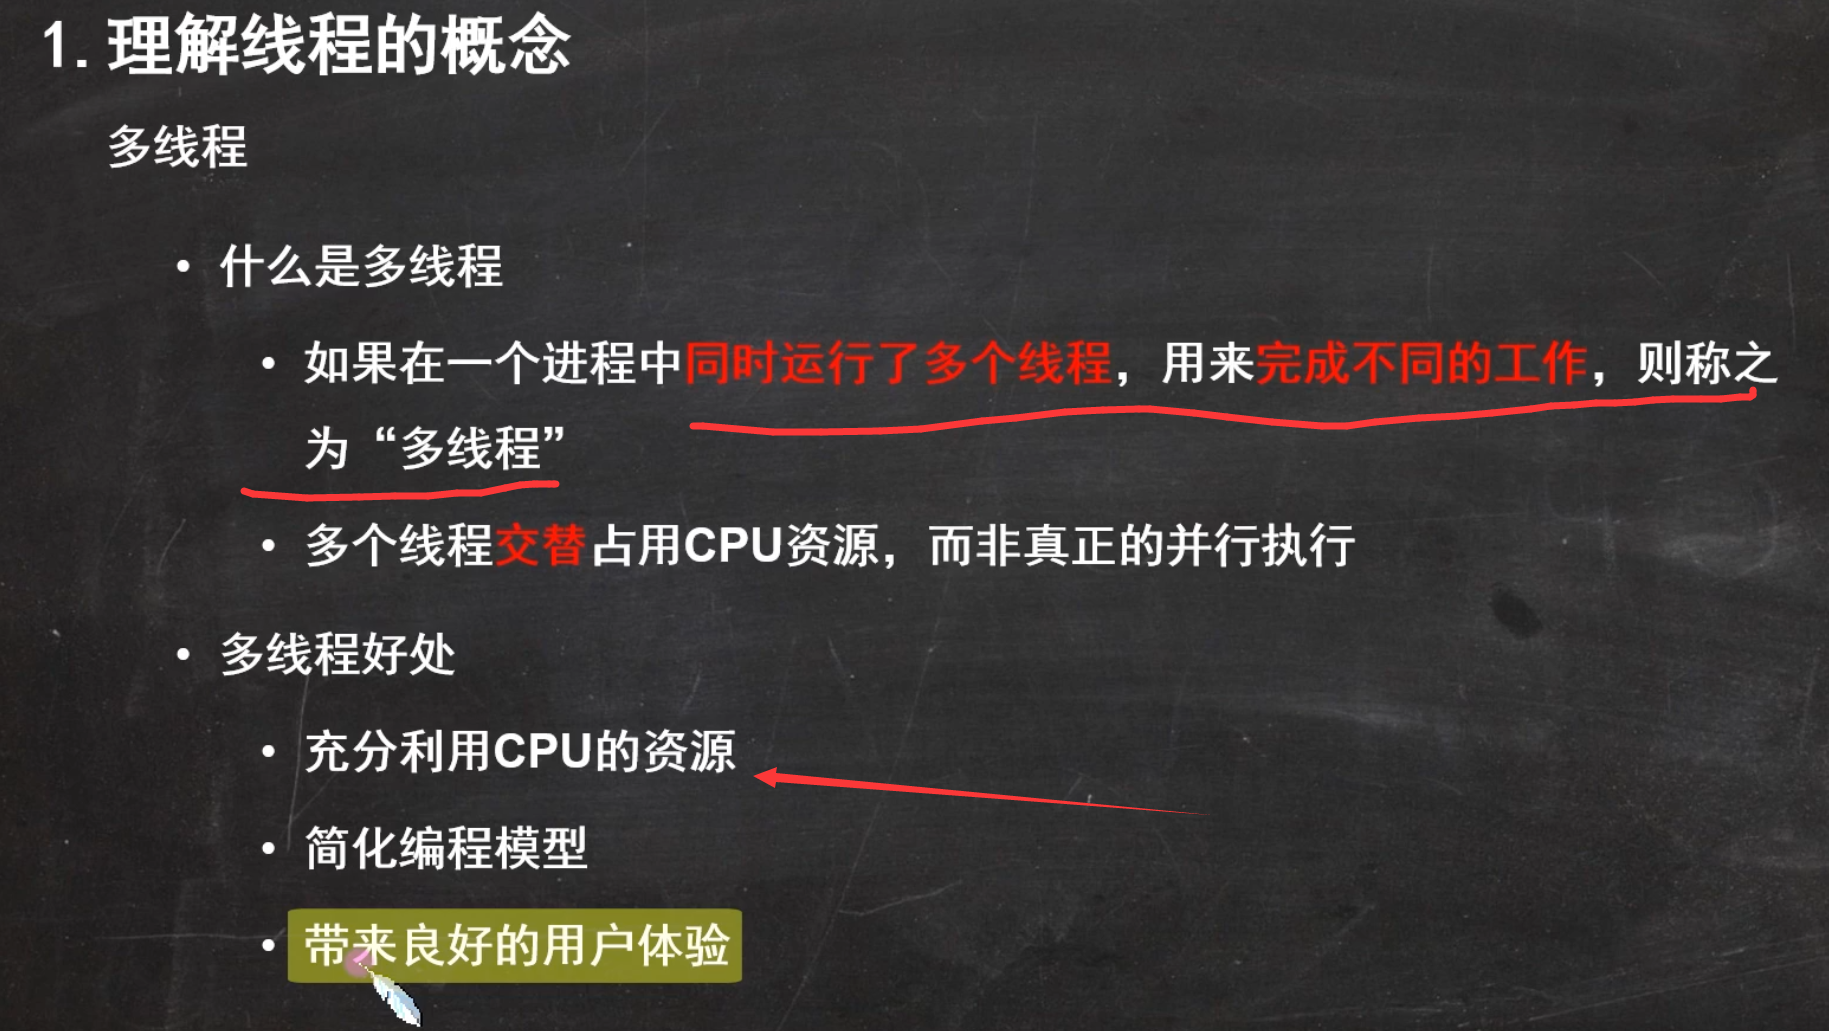 1. 理解线程的概念
多线程
• 什么是多线程
• 如果在一个进程中同时运行了多个线程，用来完成不同的工作，则称之
为“多线程”
• 多个线程交替占用CPU资源，而非真正的并行执行
• 多线程好处
• 充分利用CPU的资源
• 简化编程模型
• 带来良好的用户体验